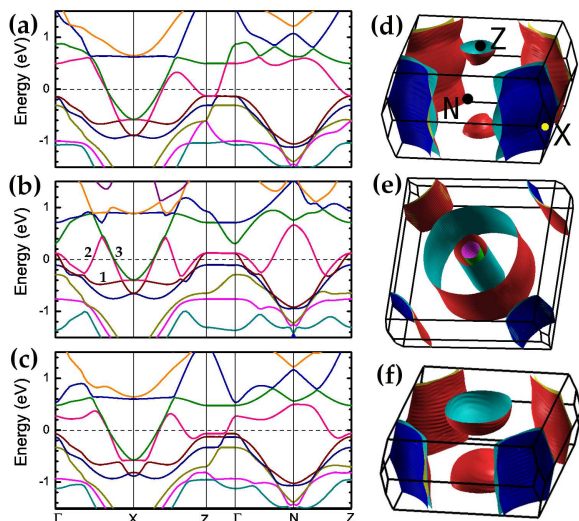 (a)
Energy (eV)
1
0
-1
(b)
Energy (eV)
1
0
-1
2
3
1
(c)
Energy (eV)
1
0
-1
Γ
X
Z
Γ
N
Z
(d)
Z
N
X
(e)
(f)